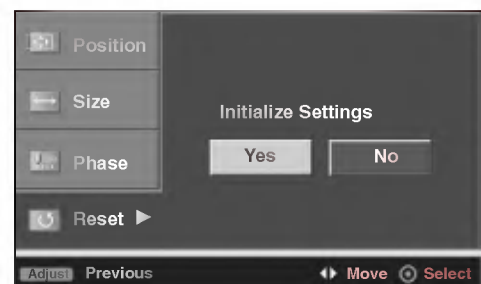 Position
Size
Initialize Settings
Yes No
Phase
Reset ▶
Adjust Previous ◀▶ Move ⊙ Select